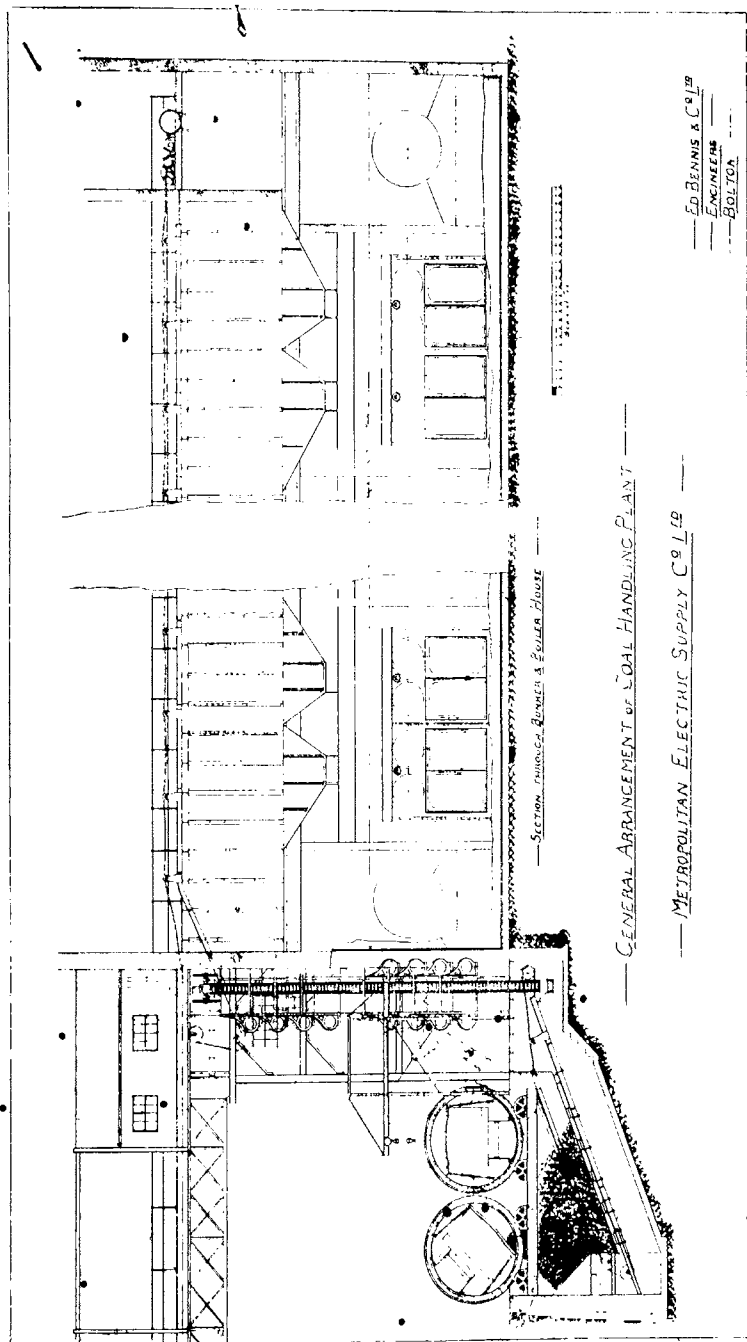 SECTION THROUGH BUNKER & BOILER HOUSE
GENERAL ARRANGEMENT OF COAL HANDLING PLANT
METROPOLITAN ELECTRIC SUPPLY Cº LTD
ED BENNIS & Cº LTD
ENGINEERS
BOLTON